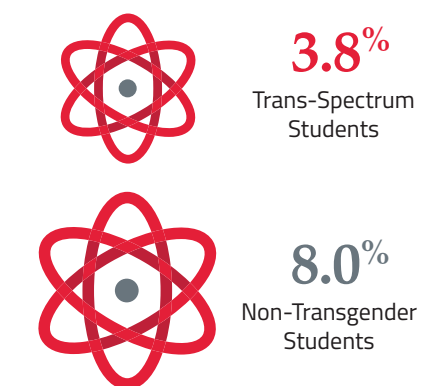 3.8%
Trans-Spectrum
Students
8.0%
Non-Transgender
Students